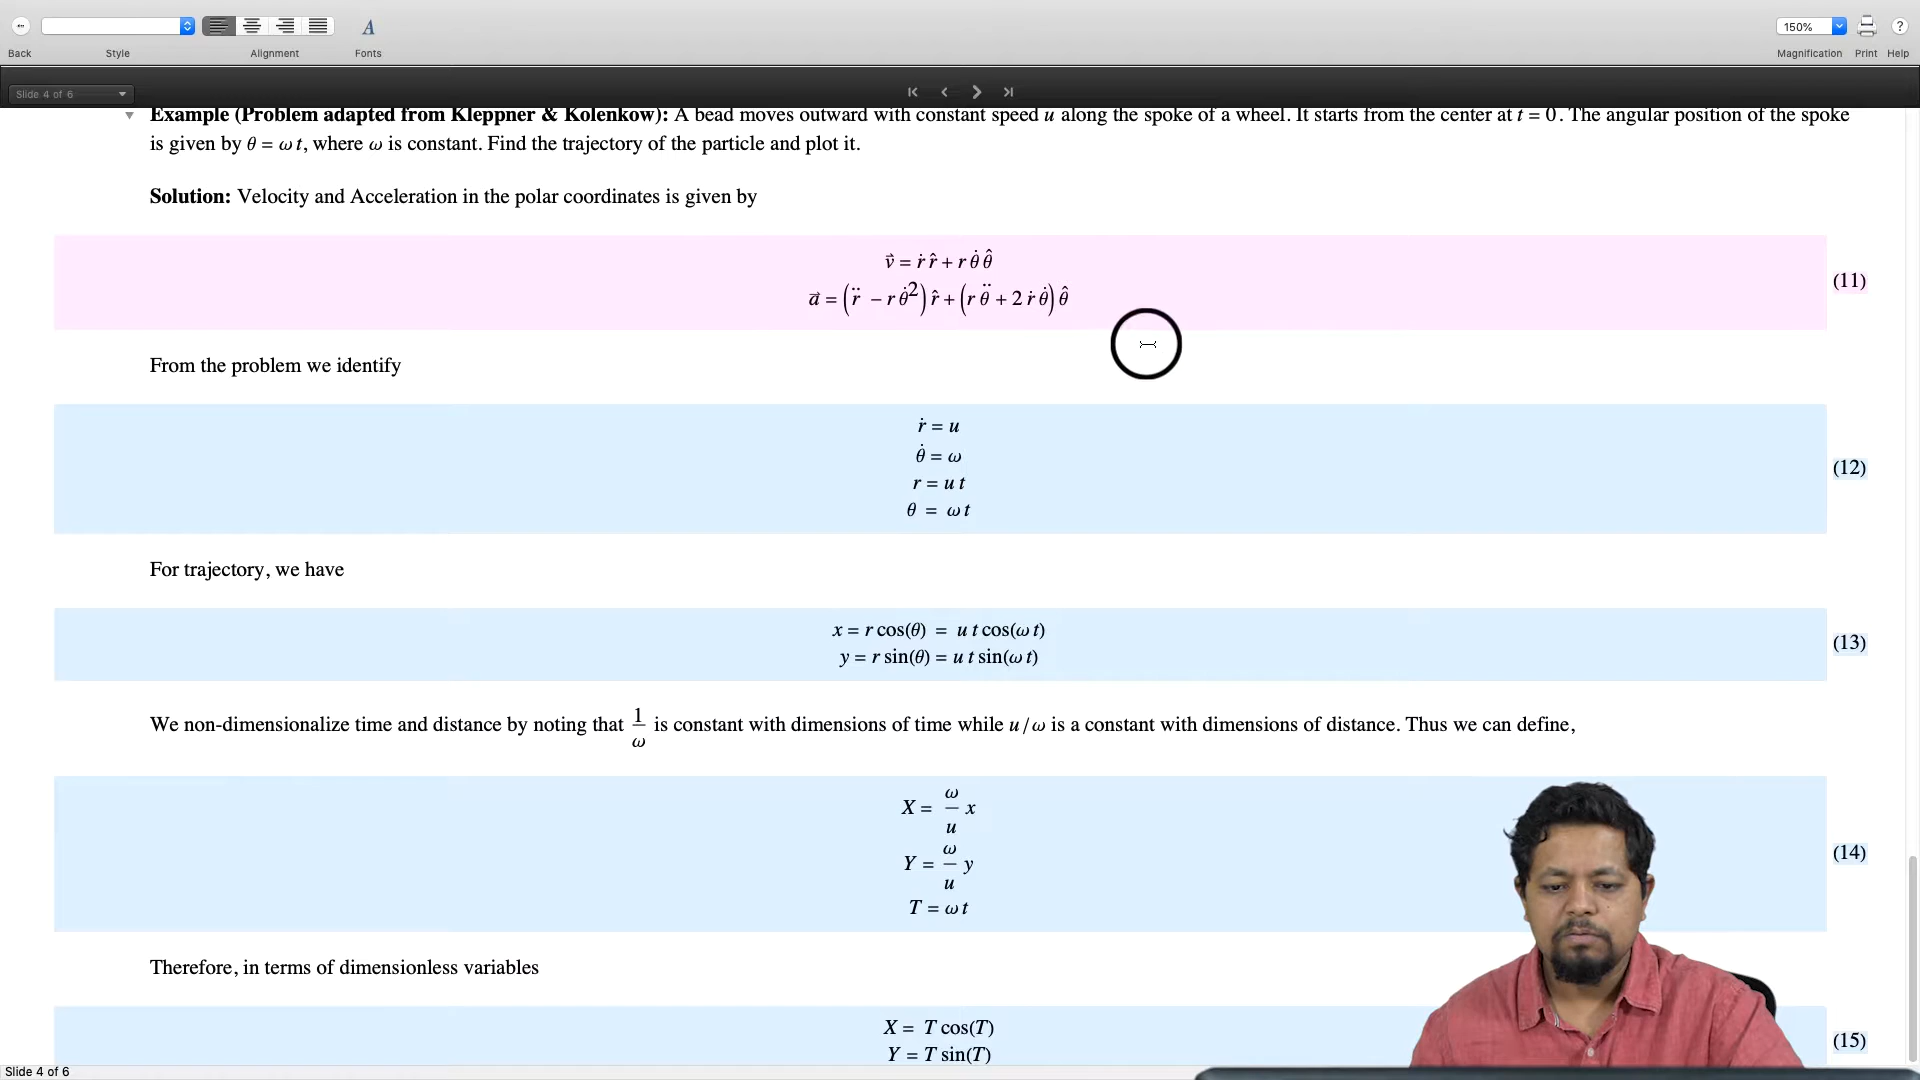 150%
Back Style Alignment Fonts Magnification Print Help
Slide 4 of 6
Example (Problem adapted from Kleppner & Kolenkow): A bead moves outward with constant speed u along the spoke of a wheel. It starts from the center at t = 0. The angular position of the spoke
is given by θ = ω t, where ω is constant. Find the trajectory of the particle and plot it.
Solution: Velocity and Acceleration in the polar coordinates is given by
v⃗ = ṙ r̂ + r θ̇ θ̂
a⃗ = (r̈ − r θ̇²) r̂ + (r θ̈ + 2 ṙ θ̇) θ̂
(11)
From the problem we identify
ṙ = u
θ̇ = ω
r = u t
θ = ω t
(12)
For trajectory, we have
x = r cos(θ) = u t cos(ω t)
y = r sin(θ) = u t sin(ω t)
(13)
We non-dimensionalize time and distance by noting that 1/ω is constant with dimensions of time while u/ω is a constant with dimensions of distance. Thus we can define,
X = ω/u x
Y = ω/u y
T = ω t
(14)
Therefore, in terms of dimensionless variables
X = T cos(T)
Y = T sin(T)
(15)
Slide 4 of 6